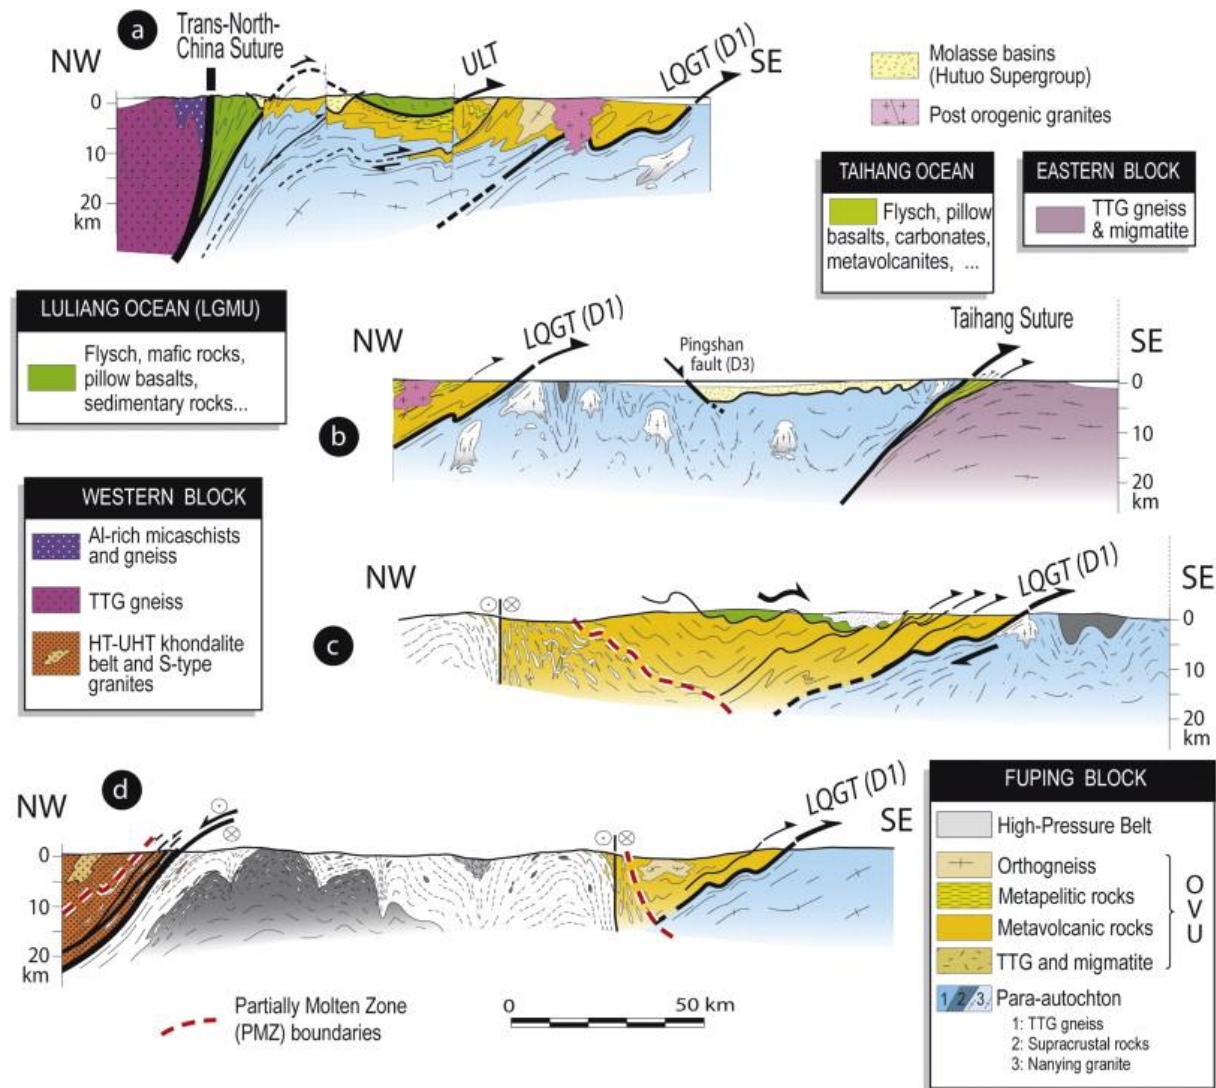 a
Trans-North-
China Suture
NW
ULT
LQGT (D1)
SE
0
10
20
km
Molasse basins
(Hutuo Supergroup)
Post orogenic granites
TAIHANG OCEAN
Flysch, pillow
basalts, carbonates,
metavolcanites, ...
EASTERN BLOCK
TTG gneiss
& migmatite
LULIANG OCEAN (LGMU)
Flysch, mafic rocks,
pillow basalts,
sedimentary rocks...
b
NW
LQGT (D1)
Pingshan
fault (D3)
Taihang Suture
SE
0
10
20
km
WESTERN BLOCK
Al-rich micaschists
and gneiss
TTG gneiss
HT-UHT khondalite
belt and S-type
granites
c
NW
LQGT (D1)
SE
0
10
20
km
d
NW
LQGT (D1)
SE
0
10
20
km
Partially Molten Zone
(PMZ) boundaries
0 50 km
FUPING BLOCK
High-Pressure Belt
Orthogneiss
Metapelitic rocks
Metavolcanic rocks
TTG and migmatite
OVU
1 2 3 Para-autochton
1: TTG gneiss
2: Supracrustal rocks
3: Nanying granite